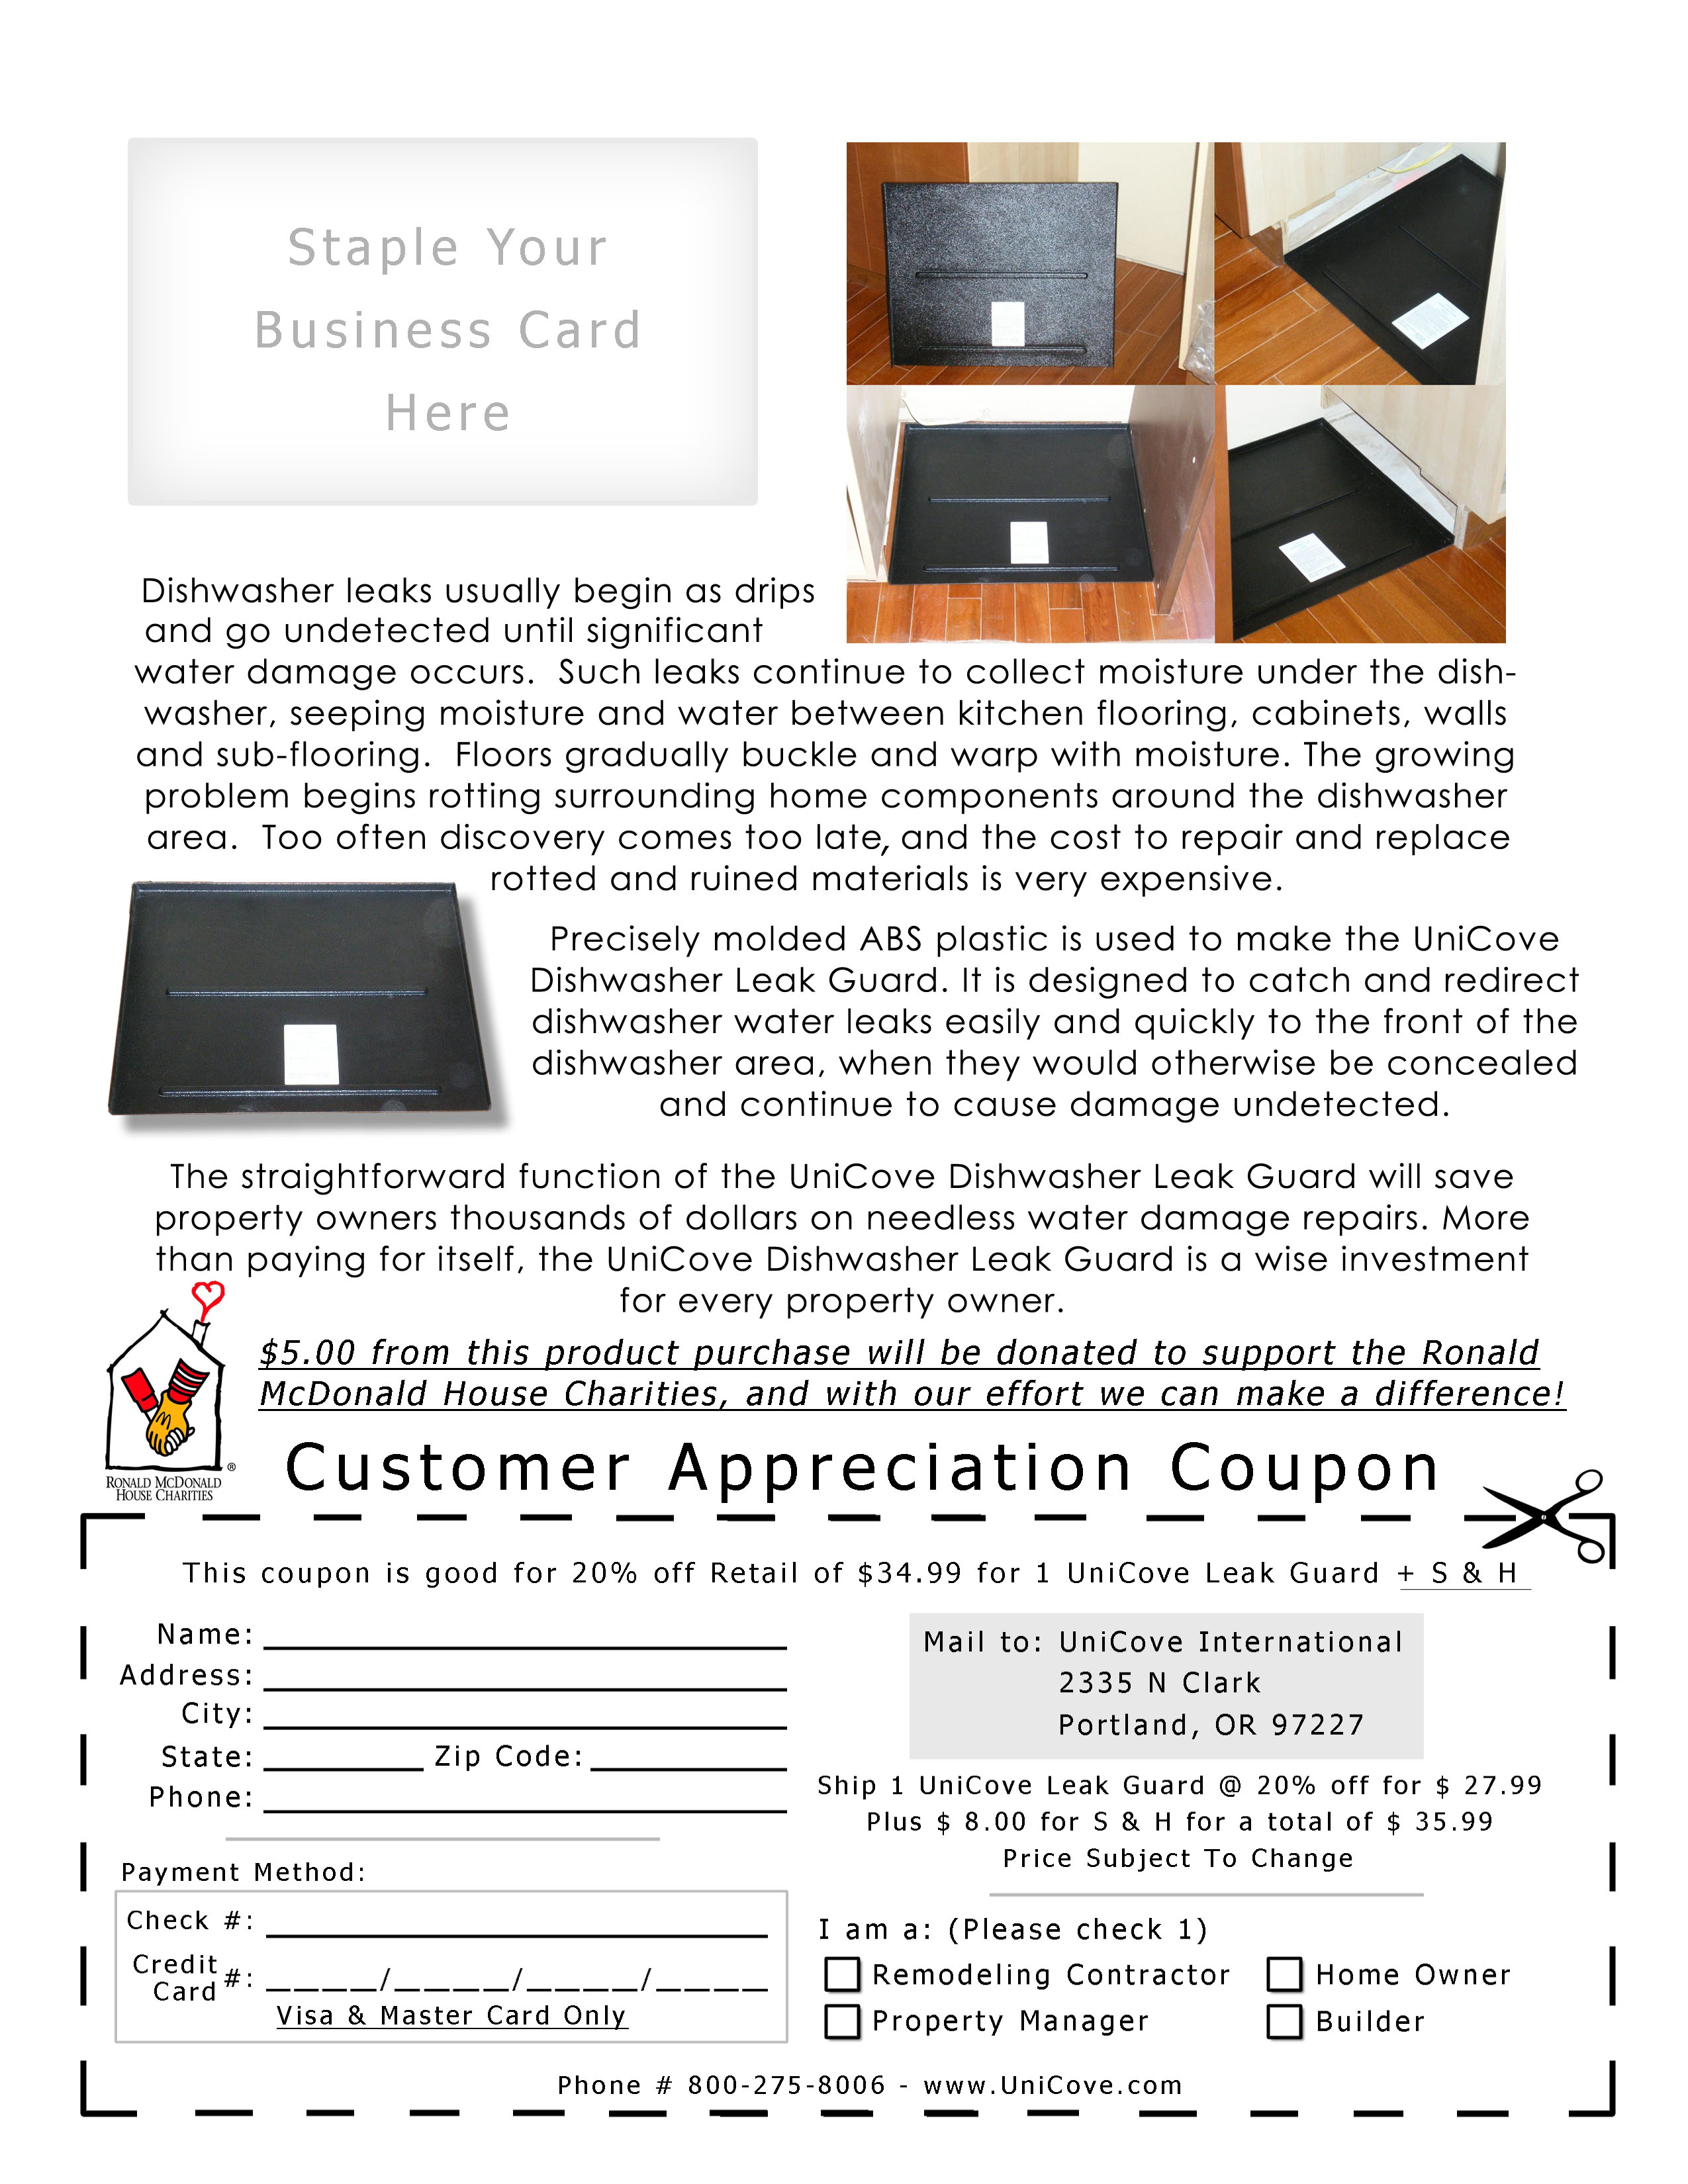 Staple Your
Business Card
Here
Dishwasher leaks usually begin as drips
and go undetected until significant
water damage occurs.  Such leaks continue to collect moisture under the dish-
washer, seeping moisture and water between kitchen flooring, cabinets, walls
and sub-flooring.  Floors gradually buckle and warp with moisture. The growing
problem begins rotting surrounding home components around the dishwasher
area.  Too often discovery comes too late, and the cost to repair and replace
rotted and ruined materials is very expensive.
Precisely molded ABS plastic is used to make the UniCove
Dishwasher Leak Guard. It is designed to catch and redirect
dishwasher water leaks easily and quickly to the front of the
dishwasher area, when they would otherwise be concealed
and continue to cause damage undetected.
The straightforward function of the UniCove Dishwasher Leak Guard will save
property owners thousands of dollars on needless water damage repairs. More
than paying for itself, the UniCove Dishwasher Leak Guard is a wise investment
for every property owner.
$5.00 from this product purchase will be donated to support the Ronald
McDonald House Charities, and with our effort we can make a difference!
RONALD MCDONALD
HOUSE CHARITIES ®
Customer Appreciation Coupon
This coupon is good for 20% off Retail of $34.99 for 1 UniCove Leak Guard + S & H
Name:
Address:
City:
State: Zip Code:
Phone:
Mail to: UniCove International
2335 N Clark
Portland, OR 97227
Ship 1 UniCove Leak Guard @ 20% off for $ 27.99
Plus $ 8.00 for S & H for a total of $ 35.99
Price Subject To Change
Payment Method:
Check #:
Credit
Card #: ____/____/____/____
Visa & Master Card Only
I am a: (Please check 1)
Remodeling Contractor
Home Owner
Property Manager
Builder
Phone # 800-275-8006 - www.UniCove.com